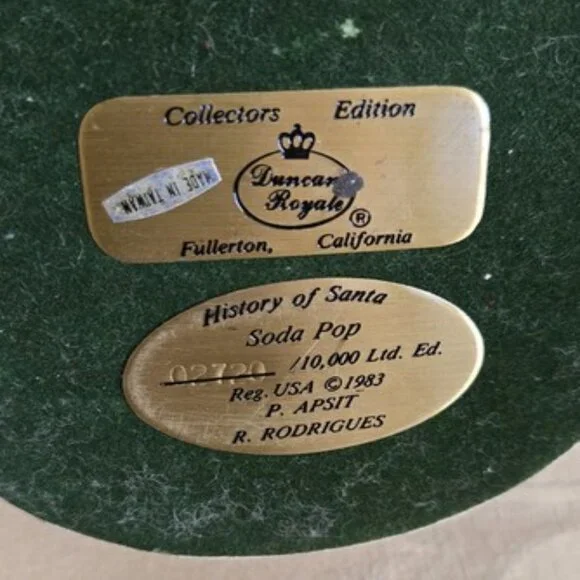 Collectors Edition
Duncan
Royale ®
MADE IN TAIWAN
Fullerton, California
History of Santa
Soda Pop
02720 /10,000 Ltd. Ed.
Reg. USA ©1983
P. APSIT
R. RODRIGUES